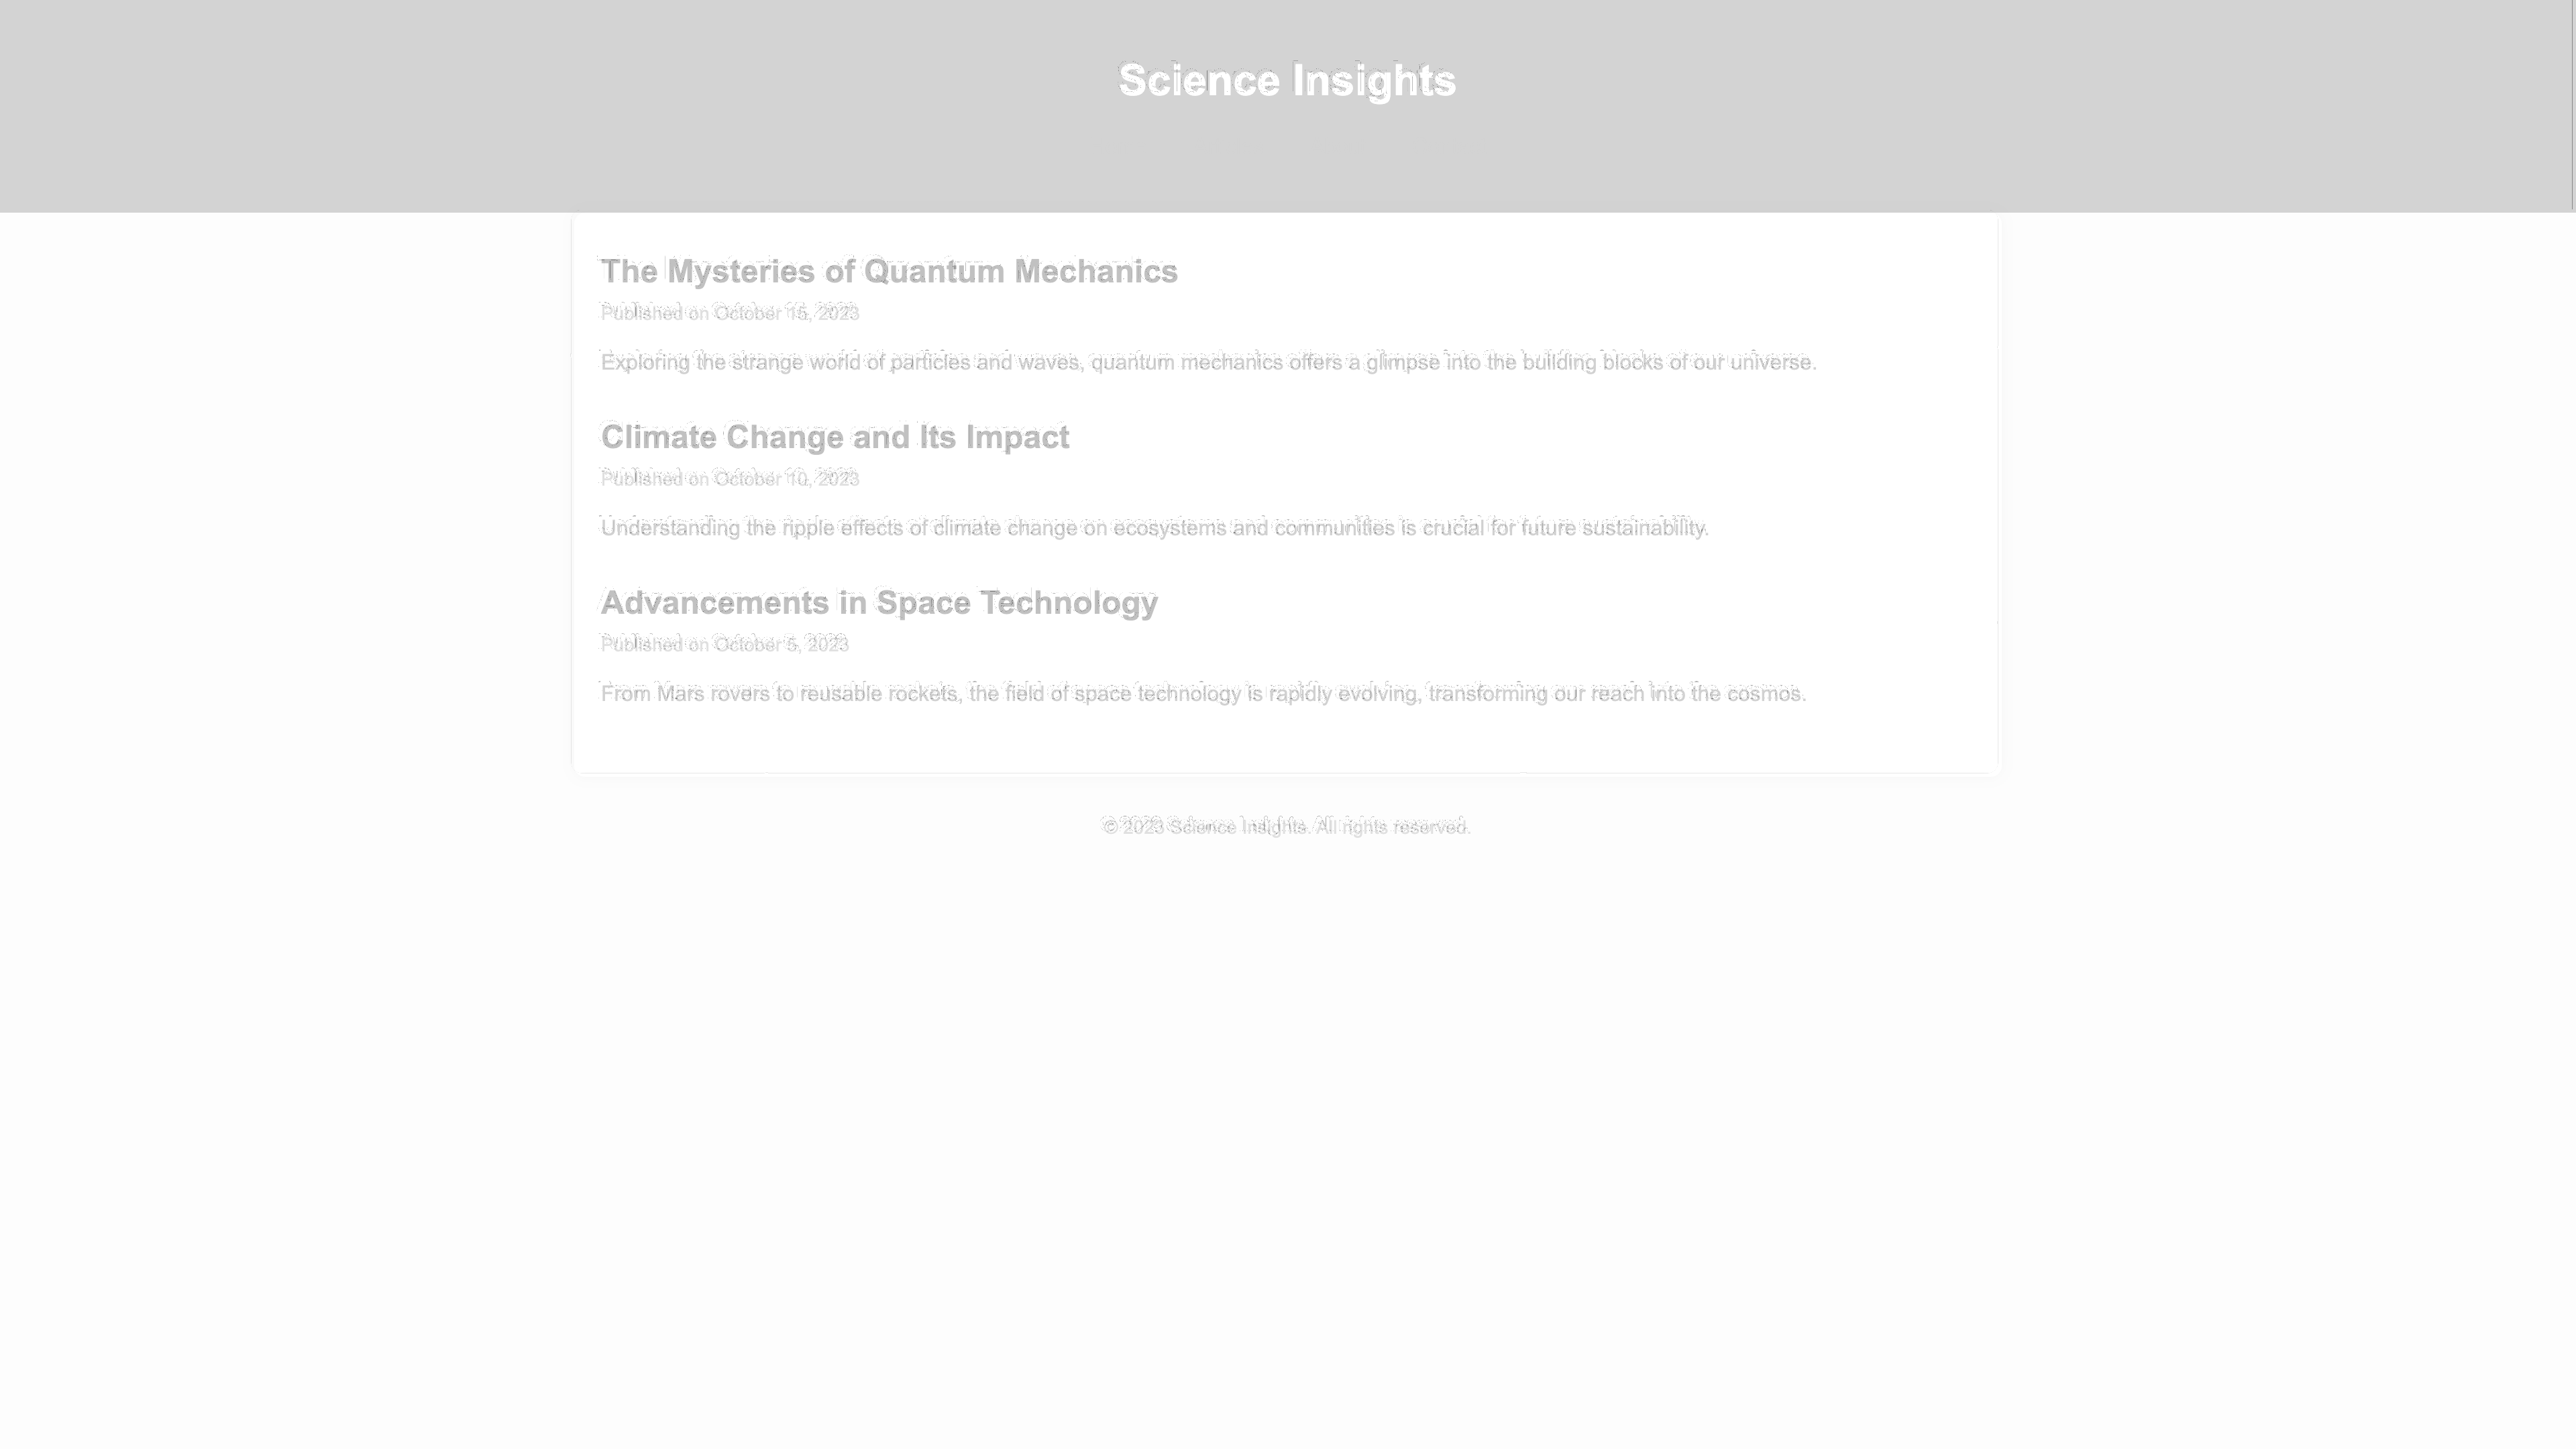 Science Insights
The Mysteries of Quantum Mechanics
Published on October 15, 2023
Exploring the strange world of particles and waves, quantum mechanics offers a glimpse into the building blocks of our universe.
Climate Change and Its Impact
Published on October 10, 2023
Understanding the ripple effects of climate change on ecosystems and communities is crucial for future sustainability.
Advancements in Space Technology
Published on October 5, 2023
From Mars rovers to reusable rockets, the field of space technology is rapidly evolving, transforming our reach into the cosmos.
© 2023 Science Insights. All rights reserved.